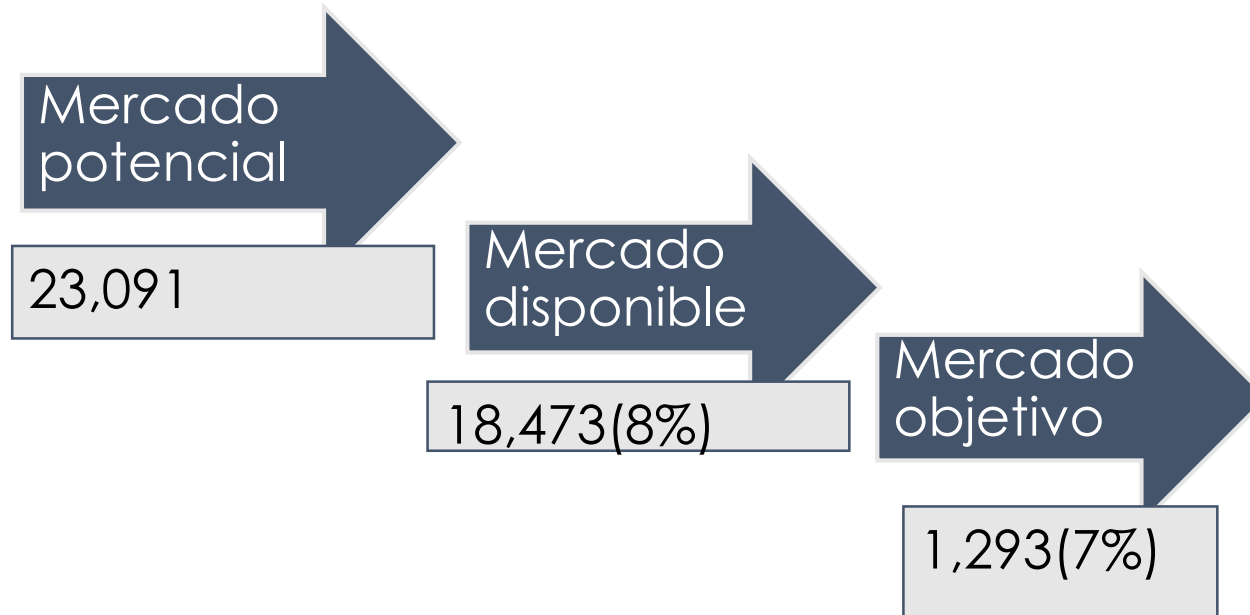 Mercado
potencial
23,091
Mercado
disponible
18,473(8%)
Mercado
objetivo
1,293(7%)